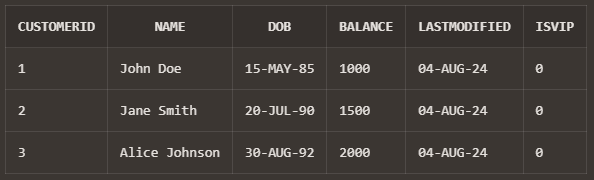 CUSTOMERID NAME DOB BALANCE LASTMODIFIED ISVIP
1 John Doe 15-MAY-85 1000 04-AUG-24 0
2 Jane Smith 20-JUL-90 1500 04-AUG-24 0
3 Alice Johnson 30-AUG-92 2000 04-AUG-24 0